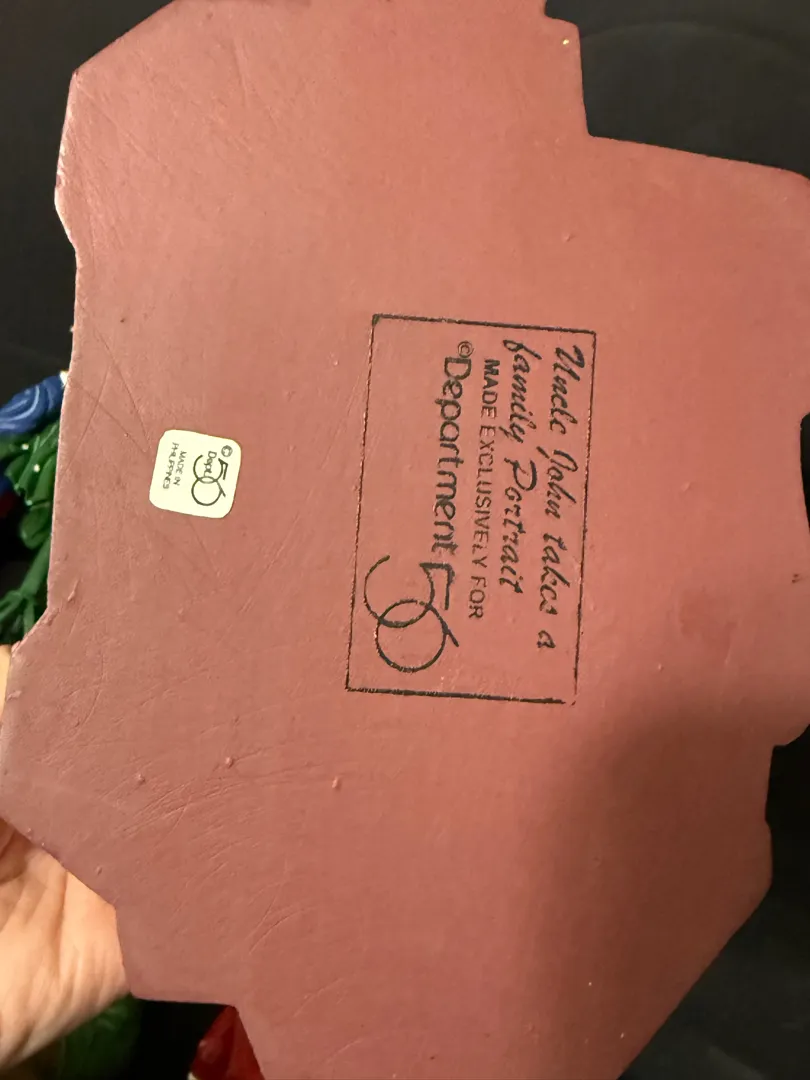 Uncle John takes a
family Portrait
MADE EXCLUSIVELY FOR
©Department 56
© 56
Dept
MADE IN
PHILIPPINES